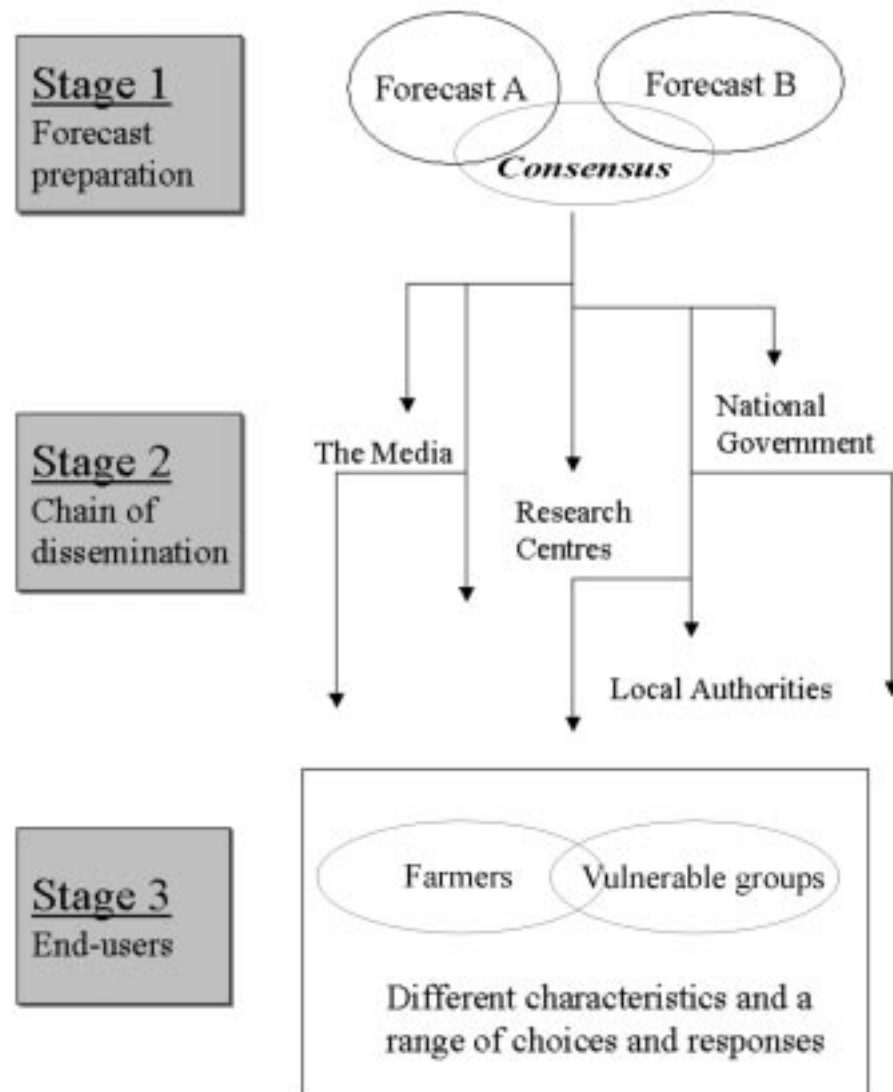 Stage 1
Forecast
preparation
Forecast A
Forecast B
Consensus
Stage 2
Chain of
dissemination
The Media
Research
Centres
National
Government
Local Authorities
Stage 3
End-users
Farmers
Vulnerable groups
Different characteristics and a
range of choices and responses